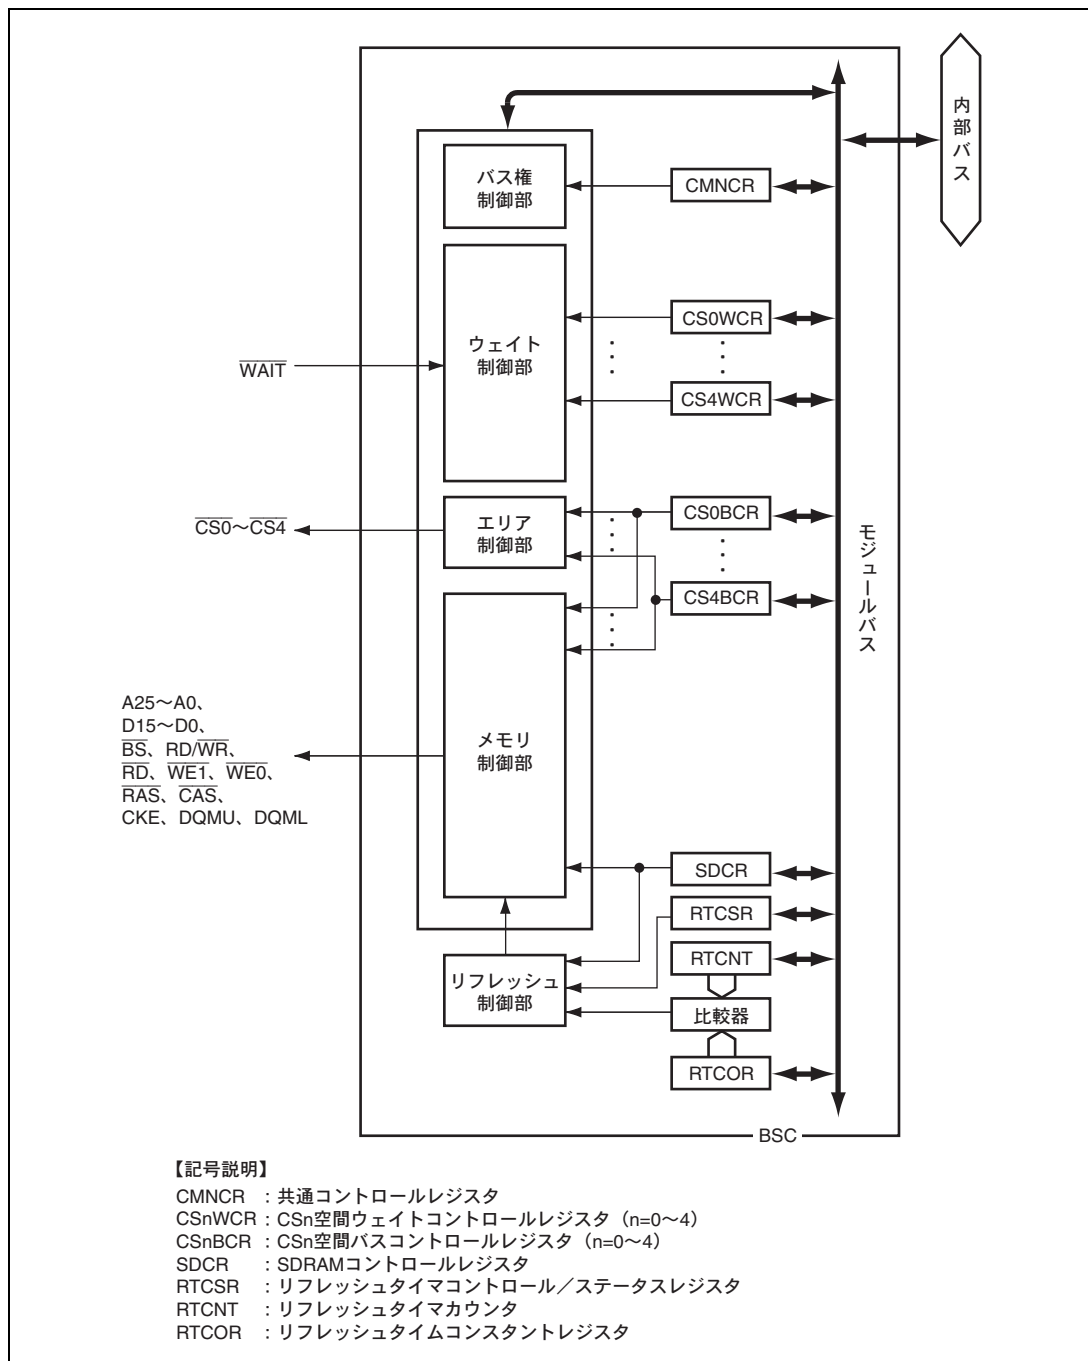 内部バス
バス権
制御部
CMNCR
CS0WCR
ウェイト
制御部
WAIT
CS4WCR
CS0BCR
CS0～CS4
エリア
制御部
モジュールバス
CS4BCR
A25～A0、
D15～D0、
BS、RD/WR、
RD、WE1、WE0、
RAS、CAS、
CKE、DQMU、DQML
メモリ
制御部
SDCR
RTCSR
RTCNT
リフレッシュ
制御部
比較器
RTCOR
BSC
【記号説明】
CMNCR ：共通コントロールレジスタ
CSnWCR：CSn空間ウェイトコントロールレジスタ（n=0～4）
CSnBCR ：CSn空間バスコントロールレジスタ（n=0～4）
SDCR ：SDRAMコントロールレジスタ
RTCSR ：リフレッシュタイマコントロール／ステータスレジスタ
RTCNT ：リフレッシュタイマカウンタ
RTCOR ：リフレッシュタイムコンスタントレジスタ